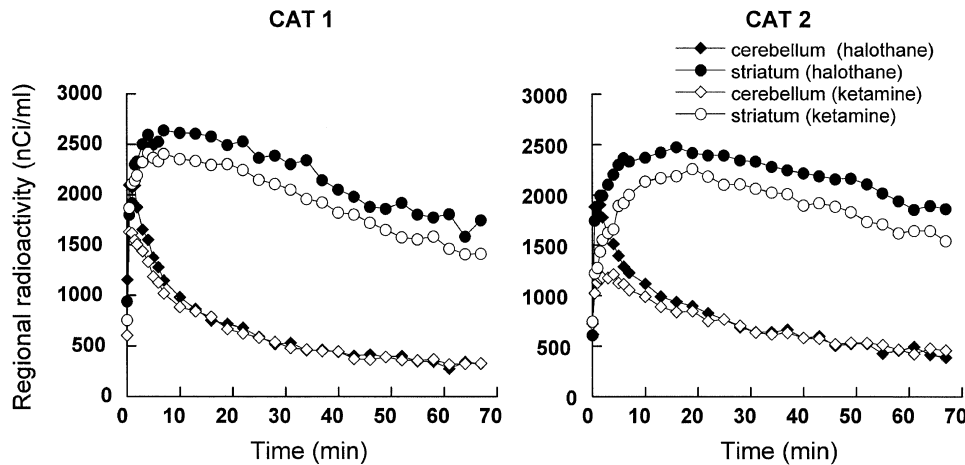 CAT 1
CAT 2
cerebellum (halothane)
striatum (halothane)
cerebellum (ketamine)
striatum (ketamine)
Regional radioactivity (nCi/ml)
3000
2500
2000
1500
1000
500
0
0 10 20 30 40 50 60 70
Time (min)
3000
2500
2000
1500
1000
500
0
0 10 20 30 40 50 60 70
Time (min)